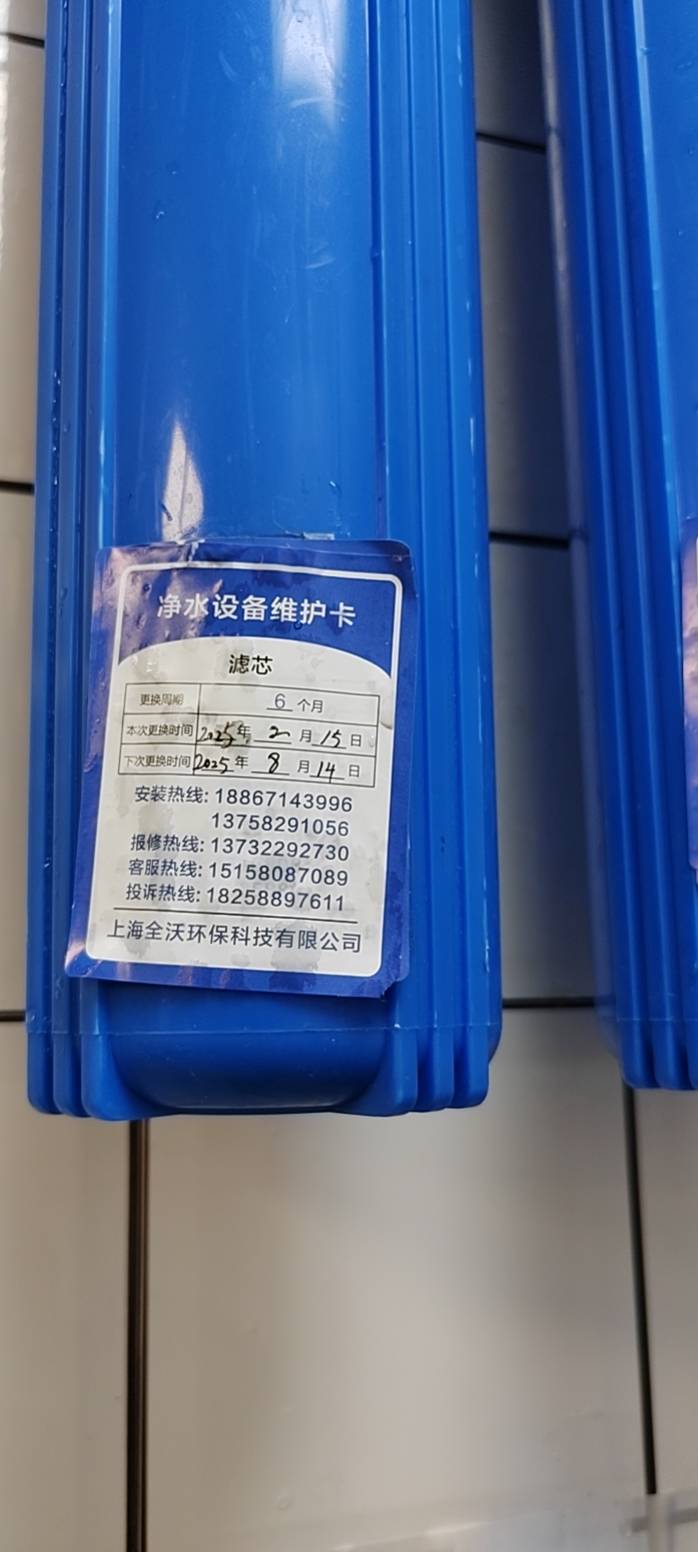 净水设备维护卡
滤芯
更换周期 6 个月
本次更换时间 2025年 2 月 15 日
下次更换时间 2025年 8 月 14 日
安装热线: 18867143996
13758291056
报修热线: 13732292730
客服热线: 15158087089
投诉热线: 18258897611
上海全沃环保科技有限公司